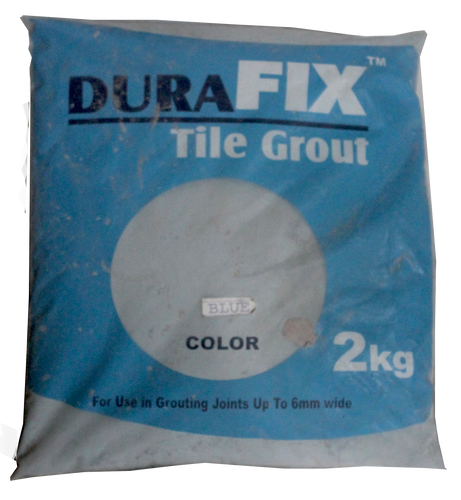 DURAFIX™
Tile Grout
BLUE
COLOR
2kg
For Use in Grouting Joints Up To 6mm wide